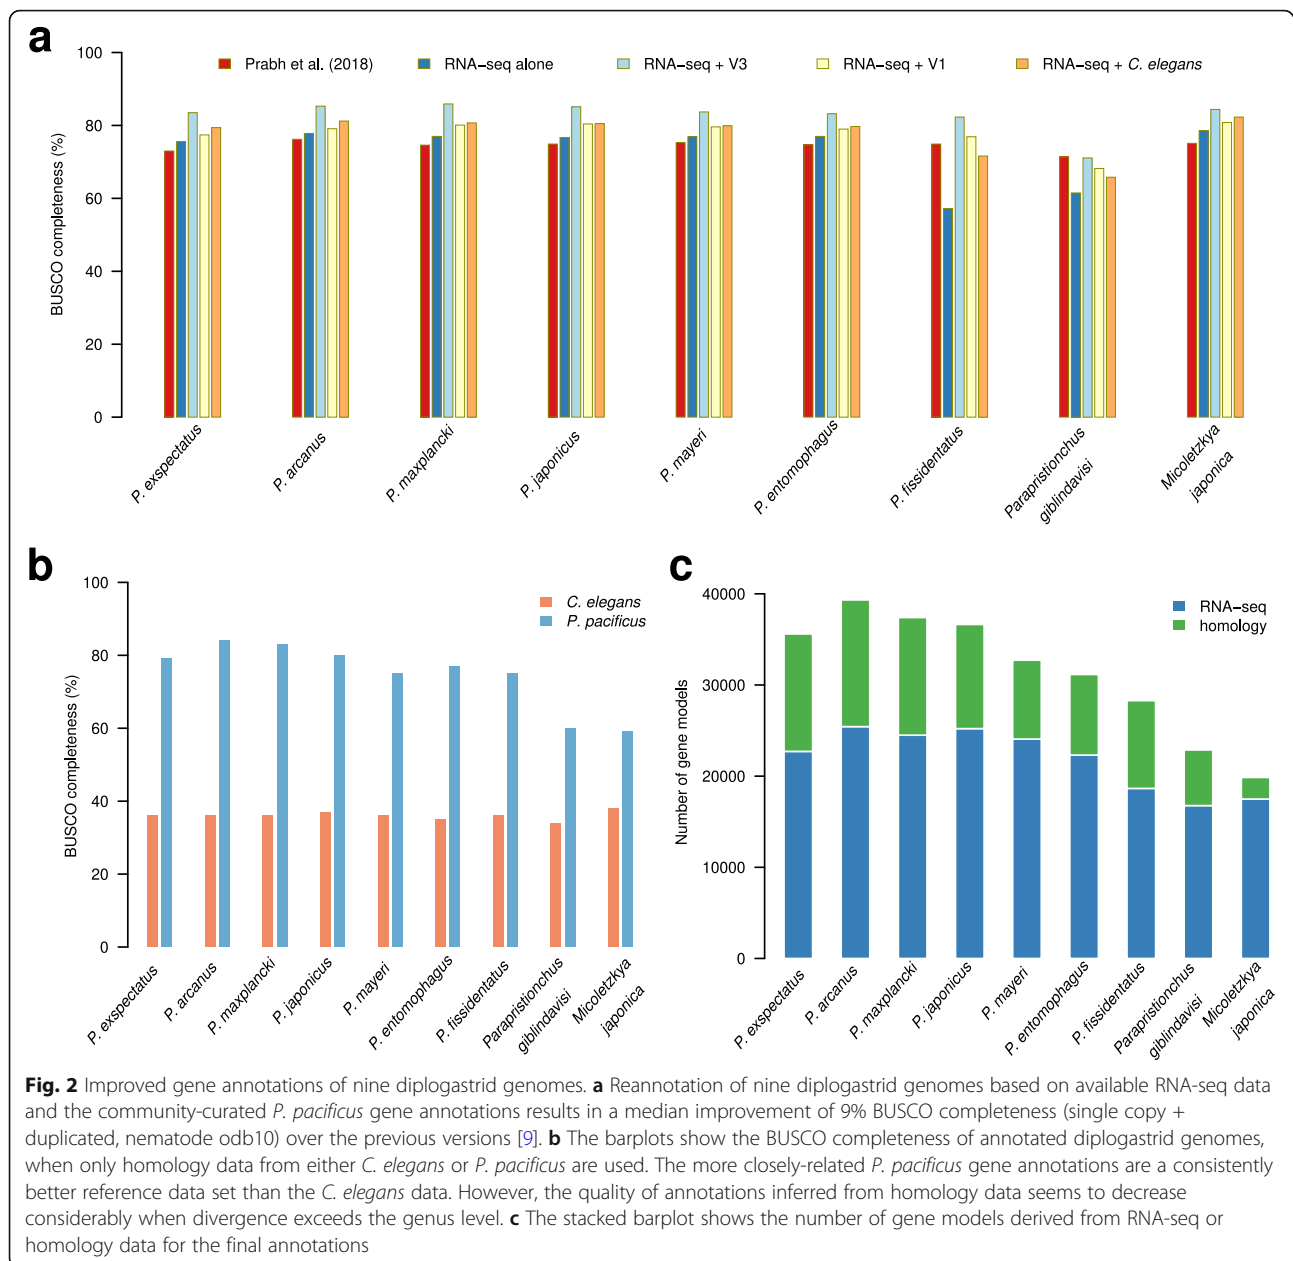 a
100
80
60
40
20
0
BUSCO completeness (%)
Prabh et al. (2018)
RNA−seq alone
RNA−seq + V3
RNA−seq + V1
RNA−seq + C. elegans
P. exspectatus
P. arcanus
P. maxplancki
P. japonicus
P. mayeri
P. entomophagus
P. fissidentatus
Parapristionchus
giblindavisi
Micoletzkya
japonica
b
100
80
60
40
20
0
BUSCO completeness (%)
C. elegans
P. pacificus
P. exspectatus
P. arcanus
P. maxplancki
P. japonicus
P. mayeri
P. entomophagus
P. fissidentatus
Parapristionchus
giblindavisi
Micoletzkya
japonica
c
40000
30000
20000
10000
0
Number of gene models
RNA−seq
homology
P. exspectatus
P. arcanus
P. maxplancki
P. japonicus
P. mayeri
P. entomophagus
P. fissidentatus
Parapristionchus
giblindavisi
Micoletzkya
japonica
Fig. 2 Improved gene annotations of nine diplogastrid genomes. a Reannotation of nine diplogastrid genomes based on available RNA-seq data
and the community-curated P. pacificus gene annotations results in a median improvement of 9% BUSCO completeness (single copy +
duplicated, nematode odb10) over the previous versions [9]. b The barplots show the BUSCO completeness of annotated diplogastrid genomes,
when only homology data from either C. elegans or P. pacificus are used. The more closely-related P. pacificus gene annotations are a consistently
better reference data set than the C. elegans data. However, the quality of annotations inferred from homology data seems to decrease
considerably when divergence exceeds the genus level. c The stacked barplot shows the number of gene models derived from RNA-seq or
homology data for the final annotations